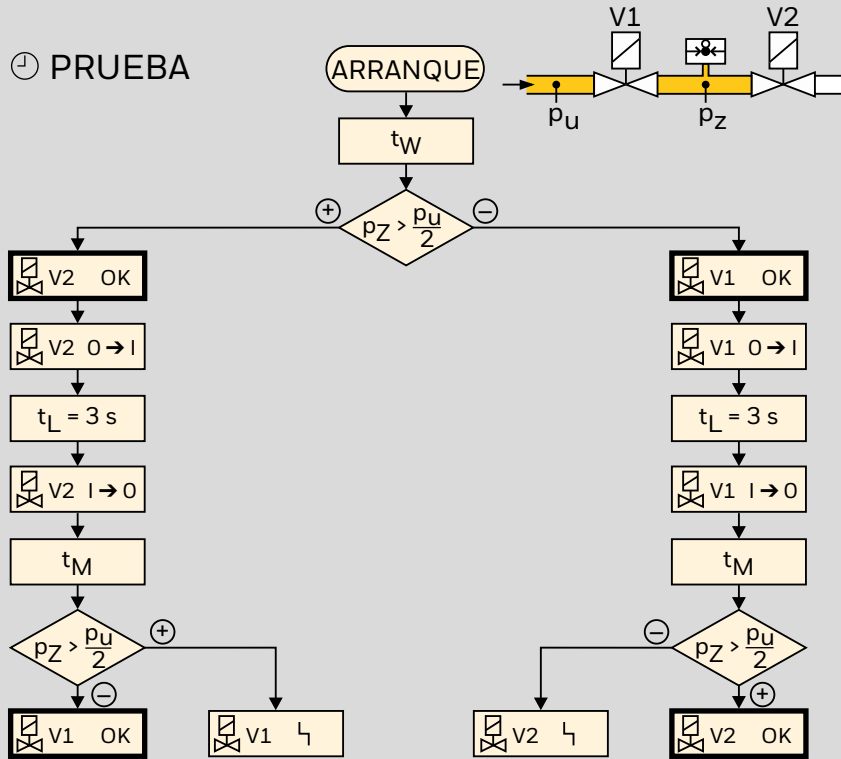 PRUEBA
ARRANQUE
V1
V2
pu
pz
tW
+
pZ > pu/2
−
V2 OK
V1 OK
V2 0 → I
V1 0 → I
tL = 3 s
tL = 3 s
V2 I → 0
V1 I → 0
tM
tM
pZ > pu/2
+
−
pZ > pu/2
−
+
V1 OK
V1
V2
V2 OK